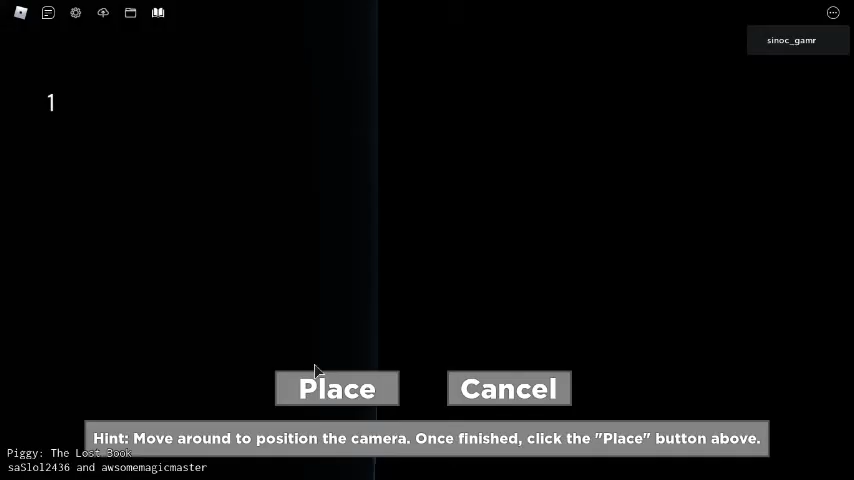 sinoc_gamr
1
Place
Cancel
Hint: Move around to position the camera. Once finished, click the "Place" button above.
Piggy: The Lost Book
saSlol2436 and awsomemagicmaster